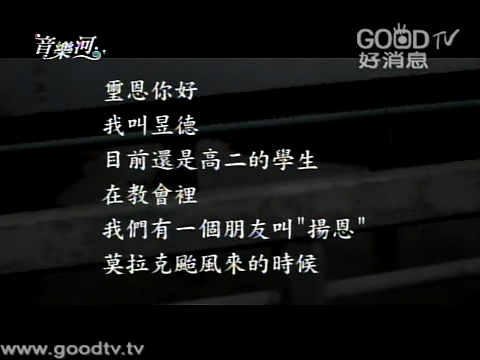 音樂河
GOOD TV
好消息
璽恩你好
我叫昱德
目前還是高二的學生
在教會裡
我們有一個朋友叫"揚恩"
莫拉克颱風來的時候
www.goodtv.tv